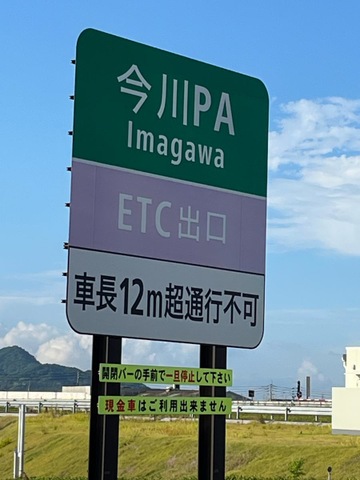 今川PA
Imagawa
ETC出口
車長12m超通行不可
開閉バーの手前で一旦停止して下さい
現金車はご利用出来ません